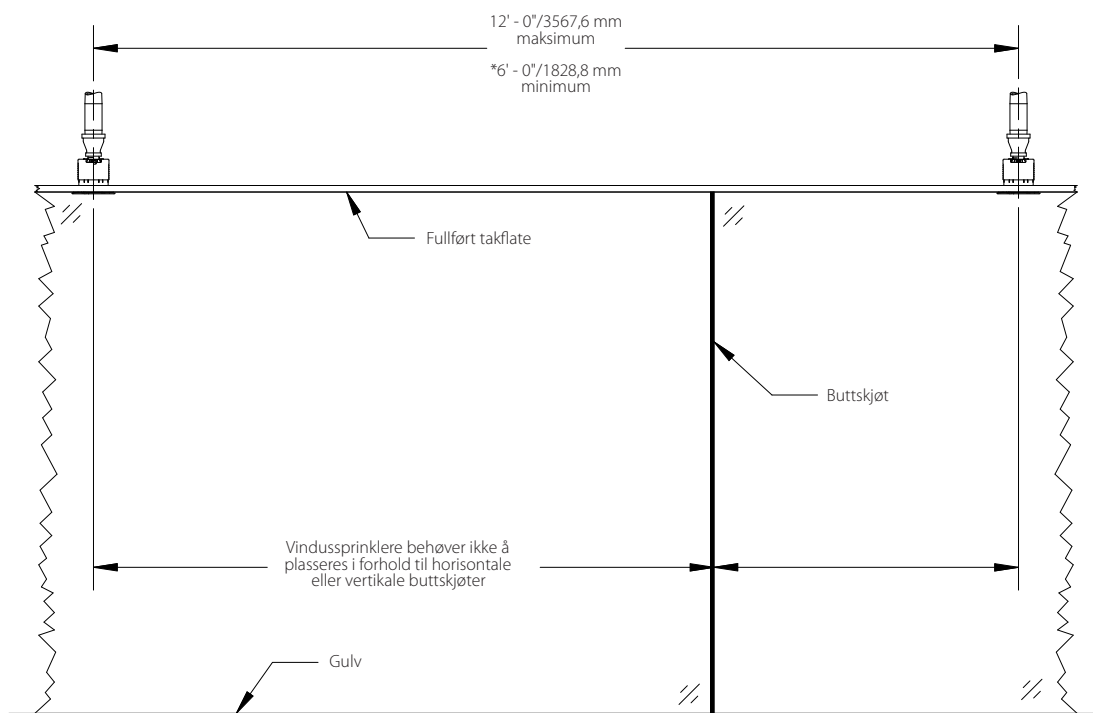 12' - 0"/3567,6 mm
maksimum
*6' - 0"/1828,8 mm
minimum
Fullført takflate
Buttskjøt
Vindussprinklere behøver ikke å
plasseres i forhold til horisontale
eller vertikale buttskjøter
Gulv